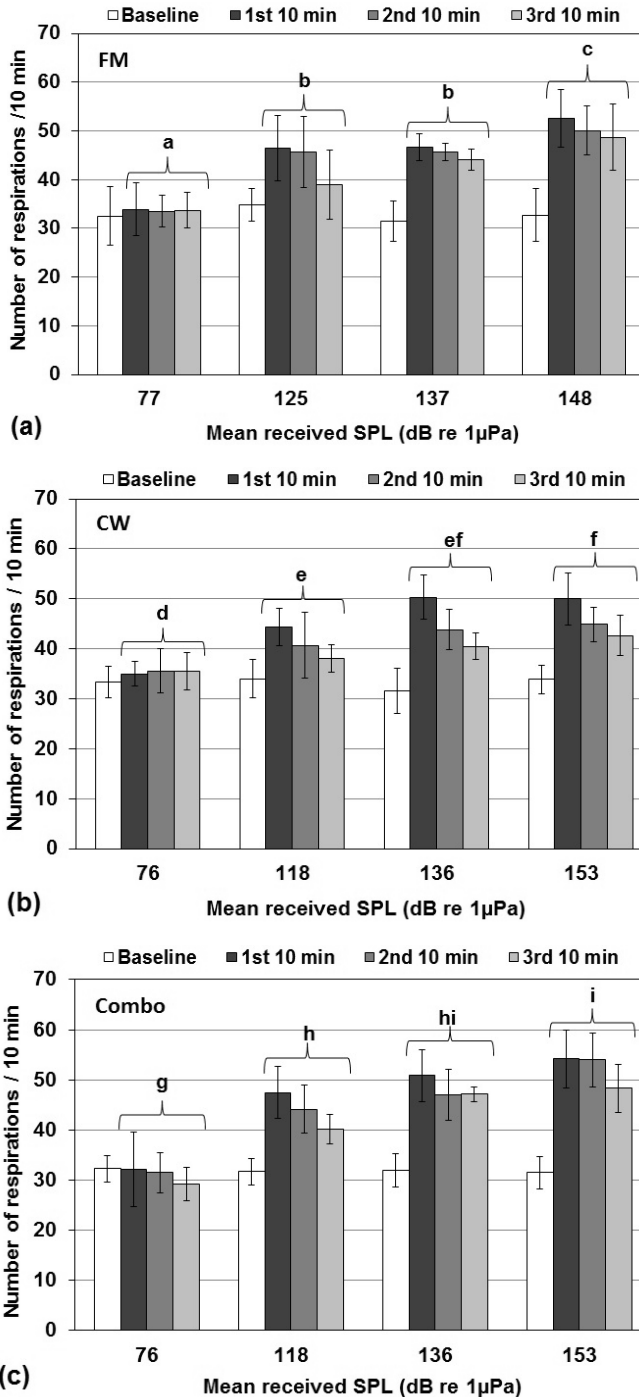 Baseline 1st 10 min 2nd 10 min 3rd 10 min
70
FM
c
b b
60
50
a
40
30
20
10
0
Number of respirations /10 min
77 125 137 148
(a)
Mean received SPL (dB re 1µPa)
Baseline 1st 10 min 2nd 10 min 3rd 10 min
70
CW
60
ef f
e
50
d
40
30
20
10
0
Number of respirations / 10 min
76 118 136 153
(b)
Mean received SPL (dB re 1µPa)
Baseline 1st 10 min 2nd 10 min 3rd 10 min
70
Combo
i
h hi
60
50
g
40
30
20
10
0
Number of respirations / 10 min
76 118 136 153
(c)
Mean received SPL (dB re 1µPa)